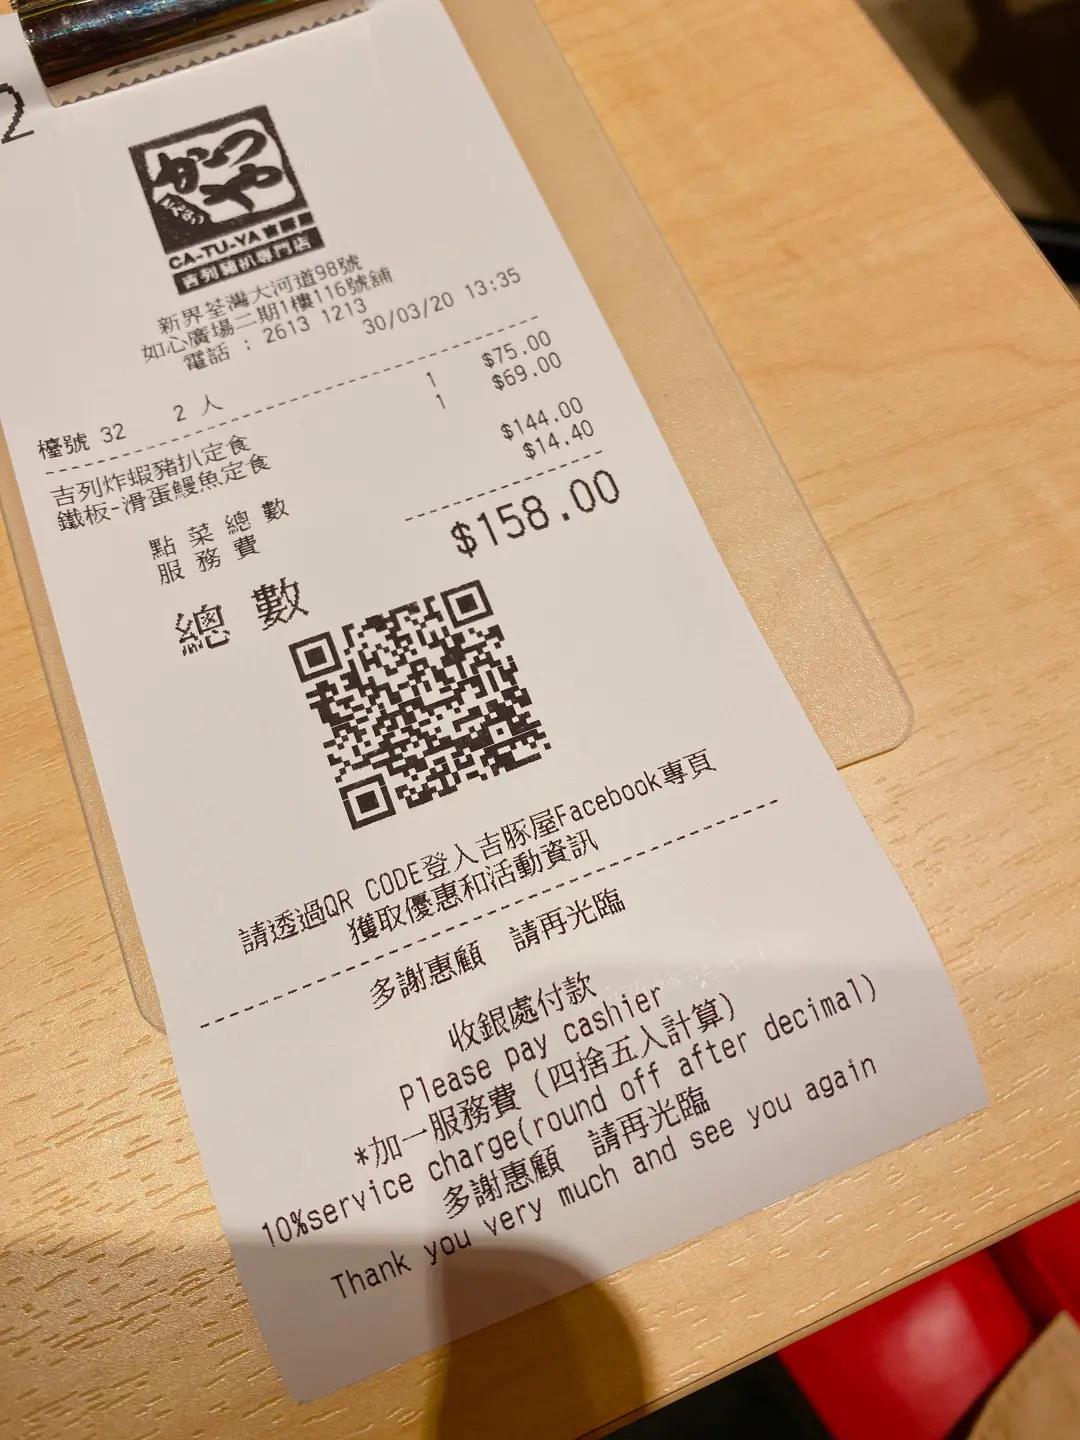 2
かつや
CA-TU-YA吉豚屋
吉列豬扒專門店
新界荃灣大河道98號
如心廣場二期1樓116號舖
電話 : 2613 1213
30/03/20 13:35
檯號 32 2 人
吉列炸蝦豬扒定食 1 $75.00
鐵板-滑蛋鰻魚定食 1 $69.00
點菜總數 $144.00
服務費 $14.40
總數 $158.00
請透過QR CODE登入吉豚屋Facebook專頁
獲取優惠和活動資訊
多謝惠顧 請再光臨
收銀處付款
Please pay cashier
*加一服務費 (四捨五入計算)
10%service charge(round off after decimal)
多謝惠顧 請再光臨
Thank you very much and see you again